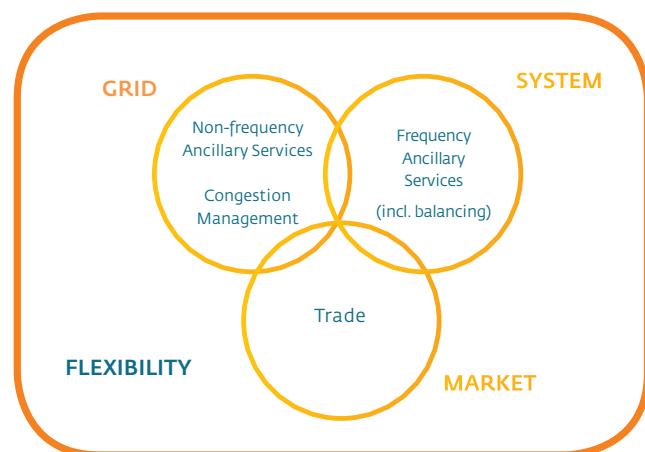 GRID
SYSTEM
Non-frequency
Ancillary Services
Congestion
Management
Frequency
Ancillary
Services
(incl. balancing)
Trade
FLEXIBILITY
MARKET